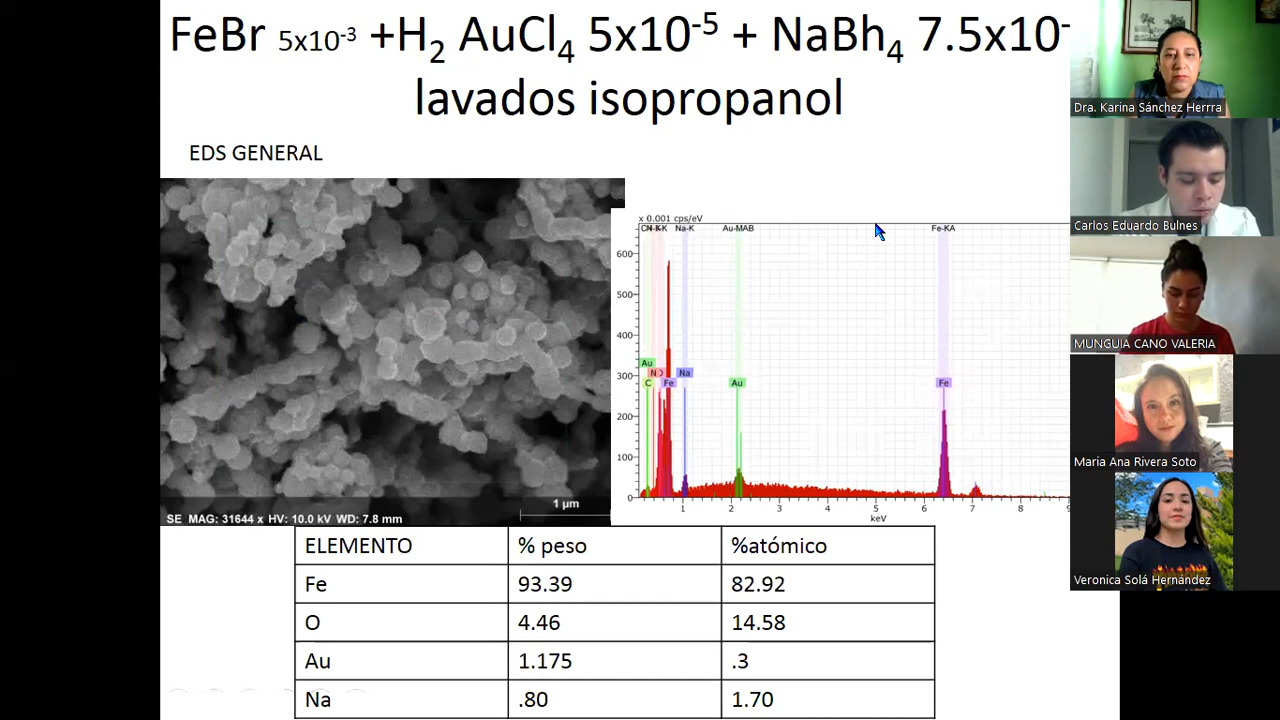 FeBr 5x10-3 +H2 AuCl4 5x10-5 + NaBh4 7.5x10-
lavados isopropanol
EDS GENERAL
SE MAG: 31644 x HV: 10.0 kV WD: 7.8 mm
1 µm
x 0.001 cps/eV
Na-K Au-MAB Fe-KA
600
500
400
300
200
100
0
Au
N
Na
C Fe Au Fe
1 2 3 4 5 6 7 8 9
keV
ELEMENTO % peso %atómico
Fe 93.39 82.92
O 4.46 14.58
Au 1.175 .3
Na .80 1.70
Dra. Karina Sánchez Herrra
Carlos Eduardo Bulnes
MUNGUIA CANO VALERIA
Maria Ana Rivera Soto
Veronica Solá Hernández